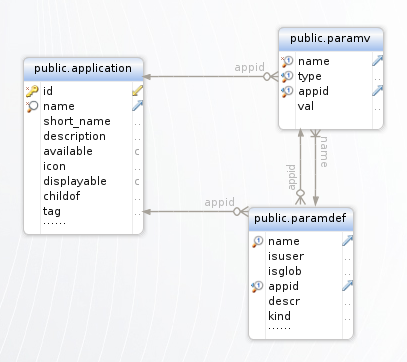 public.application
id
name
short_name
description
available
c
icon
displayable
c
childof
tag
......
appid
public.paramv
name
type
appid
val
appid
name
appid
public.paramdef
name
isuser
isglob
appid
descr
kind
......